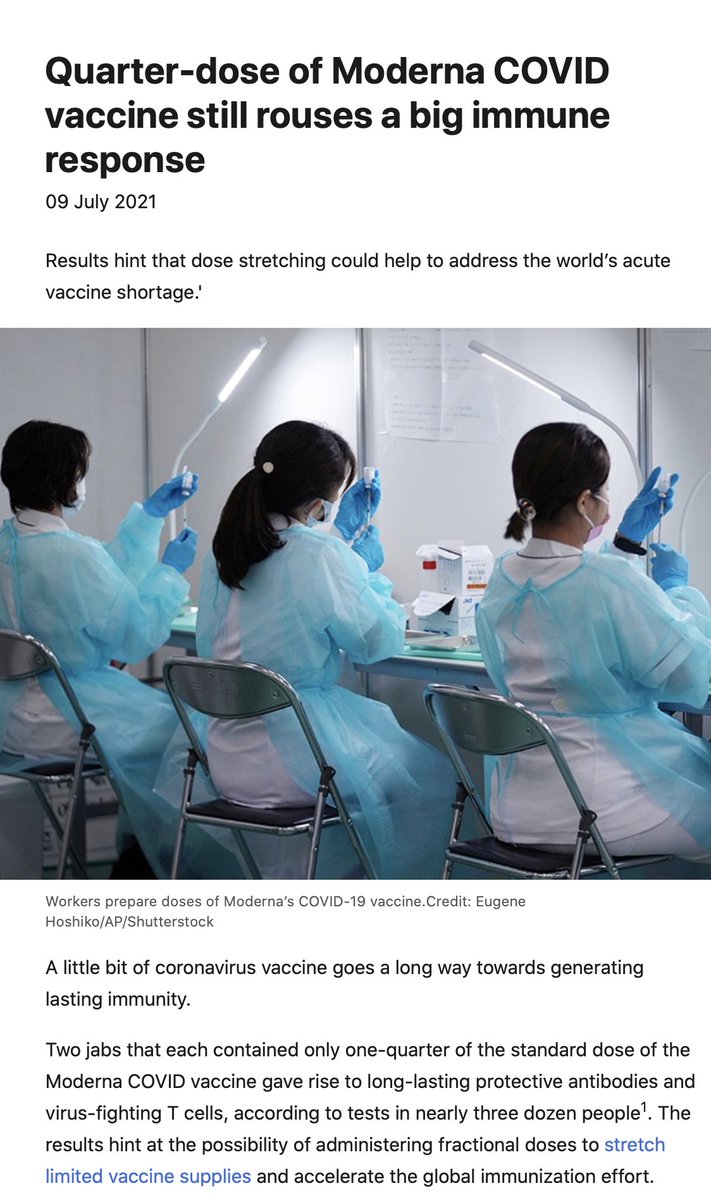 Quarter-dose of Moderna COVID
vaccine still rouses a big immune
response
09 July 2021
Results hint that dose stretching could help to address the world’s acute
vaccine shortage.'
Workers prepare doses of Moderna’s COVID-19 vaccine.Credit: Eugene
Hoshiko/AP/Shutterstock
A little bit of coronavirus vaccine goes a long way towards generating
lasting immunity.
Two jabs that each contained only one-quarter of the standard dose of the
Moderna COVID vaccine gave rise to long-lasting protective antibodies and
virus-fighting T cells, according to tests in nearly three dozen people1. The
results hint at the possibility of administering fractional doses to stretch
limited vaccine supplies and accelerate the global immunization effort.